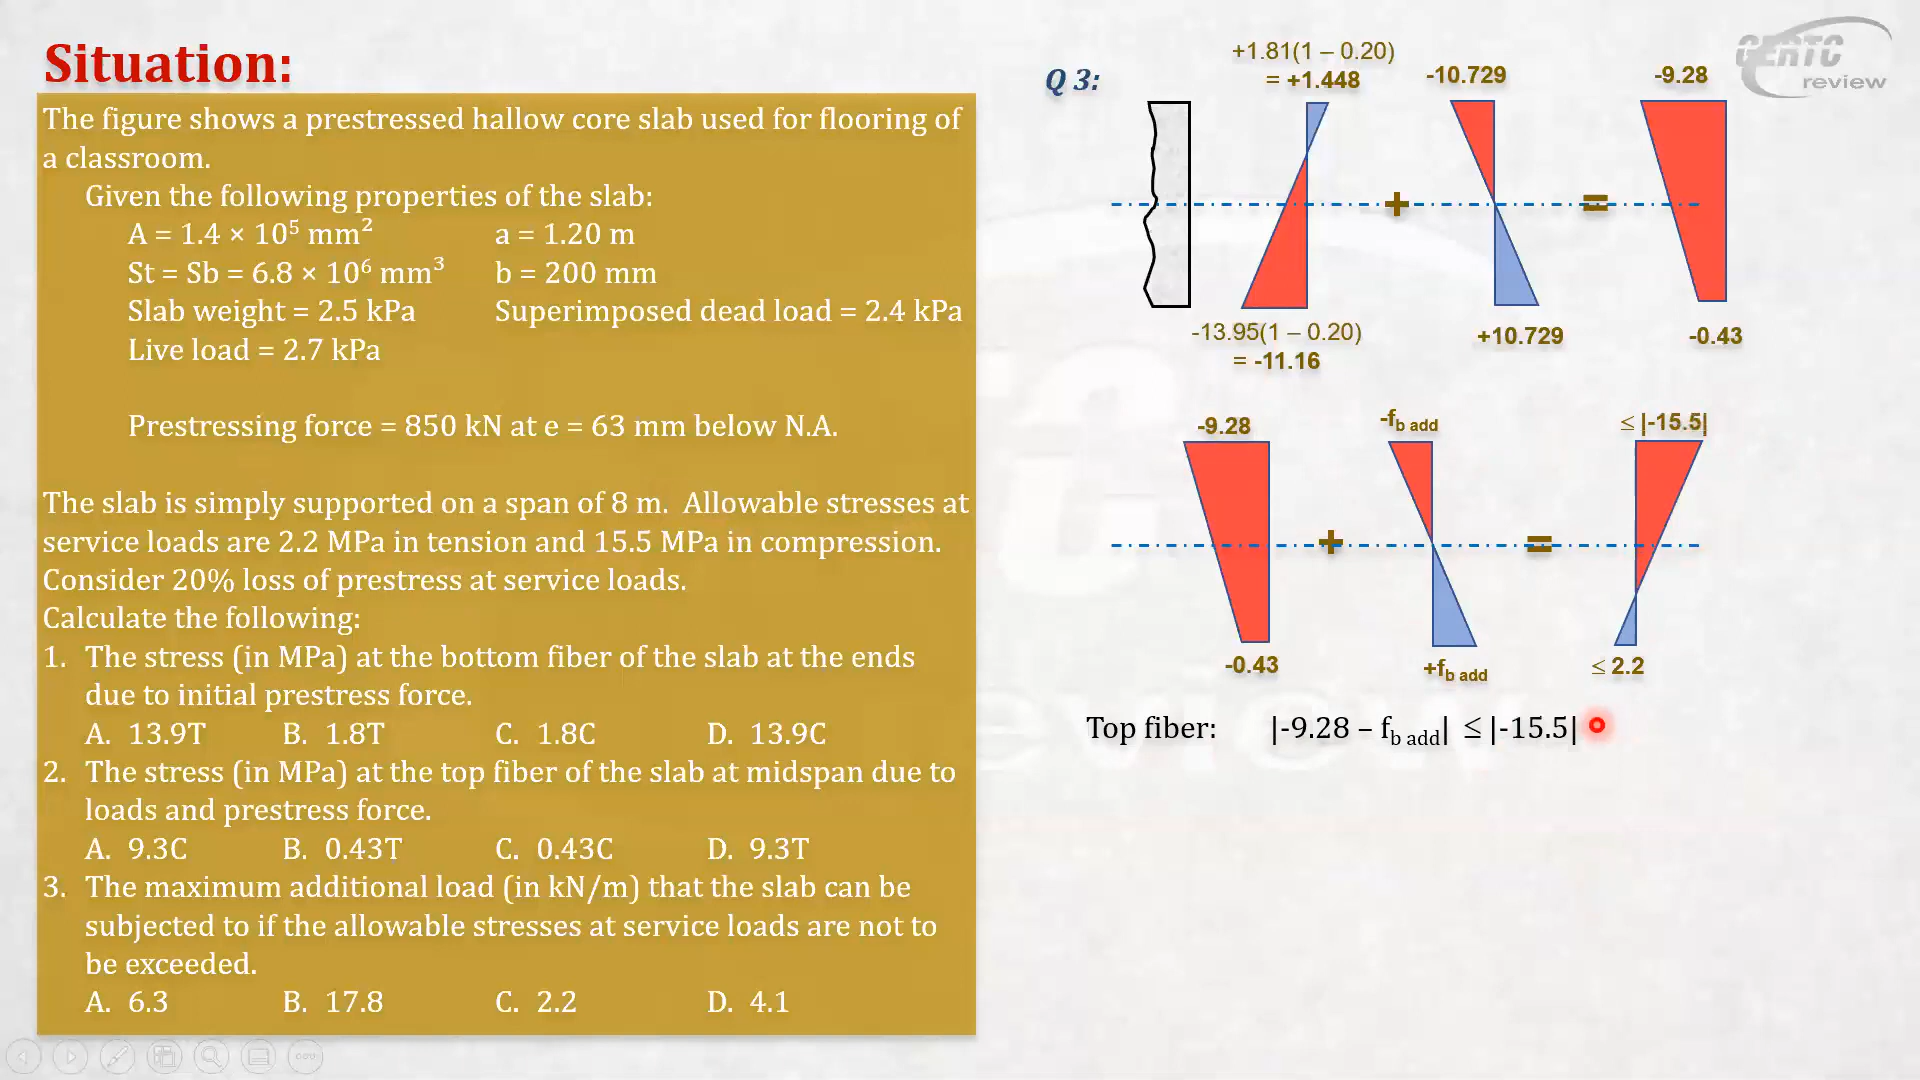 Situation:
The figure shows a prestressed hallow core slab used for flooring of
a classroom.
Given the following properties of the slab:
A = 1.4 × 10⁵ mm² a = 1.20 m
St = Sb = 6.8 × 10⁶ mm³ b = 200 mm
Slab weight = 2.5 kPa Superimposed dead load = 2.4 kPa
Live load = 2.7 kPa
Prestressing force = 850 kN at e = 63 mm below N.A.
The slab is simply supported on a span of 8 m. Allowable stresses at
service loads are 2.2 MPa in tension and 15.5 MPa in compression.
Consider 20% loss of prestress at service loads.
Calculate the following:
1. The stress (in MPa) at the bottom fiber of the slab at the ends
due to initial prestress force.
A. 13.9T B. 1.8T C. 1.8C D. 13.9C
2. The stress (in MPa) at the top fiber of the slab at midspan due to
loads and prestress force.
A. 9.3C B. 0.43T C. 0.43C D. 9.3T
3. The maximum additional load (in kN/m) that the slab can be
subjected to if the allowable stresses at service loads are not to
be exceeded.
A. 6.3 B. 17.8 C. 2.2 D. 4.1
Q 3:
+1.81(1 – 0.20)
= +1.448
-10.729
-9.28
+
=
-13.95(1 – 0.20)
= -11.16
+10.729
-0.43
-9.28
-fb add
≤ |-15.5|
+
=
-0.43
+fb add
≤ 2.2
Top fiber: |-9.28 – fb add| ≤ |-15.5|
CERTC
review